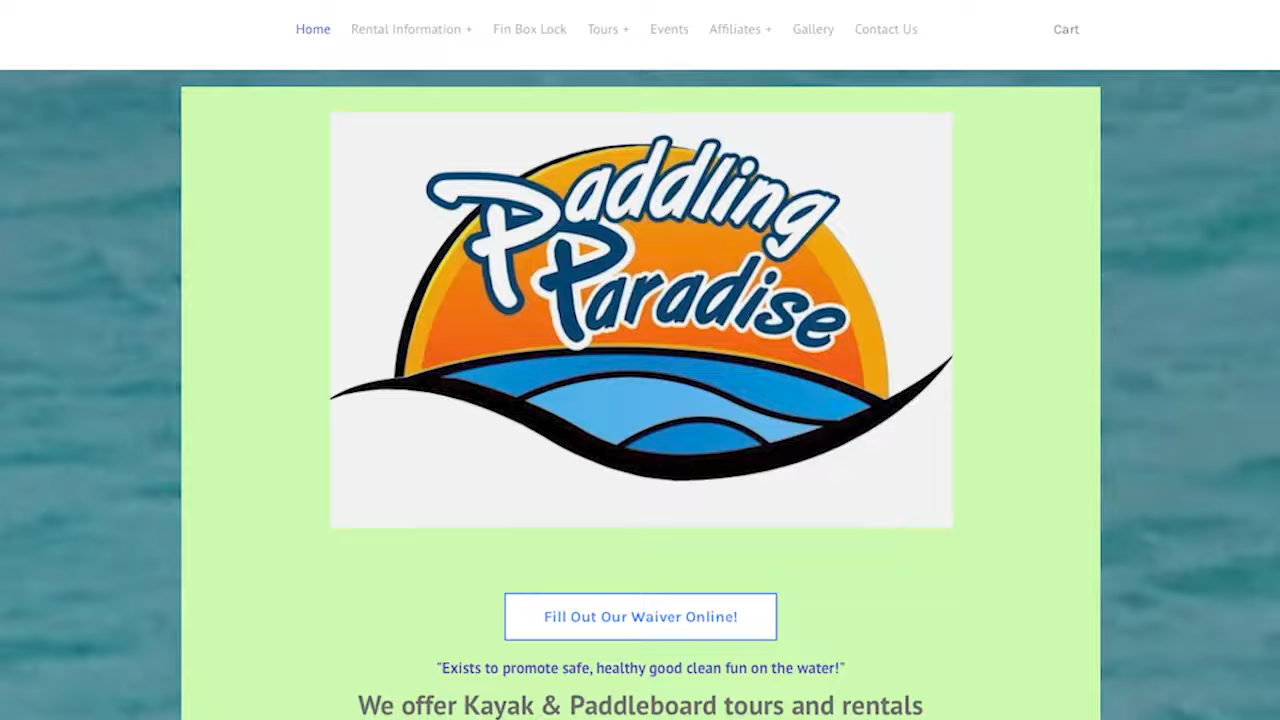 Home Rental Information + Fin Box Lock Tours + Events Affiliates + Gallery Contact Us Cart
Paddling
Paradise
Fill Out Our Waiver Online!
"Exists to promote safe, healthy good clean fun on the water!"
We offer Kayak & Paddleboard tours and rentals